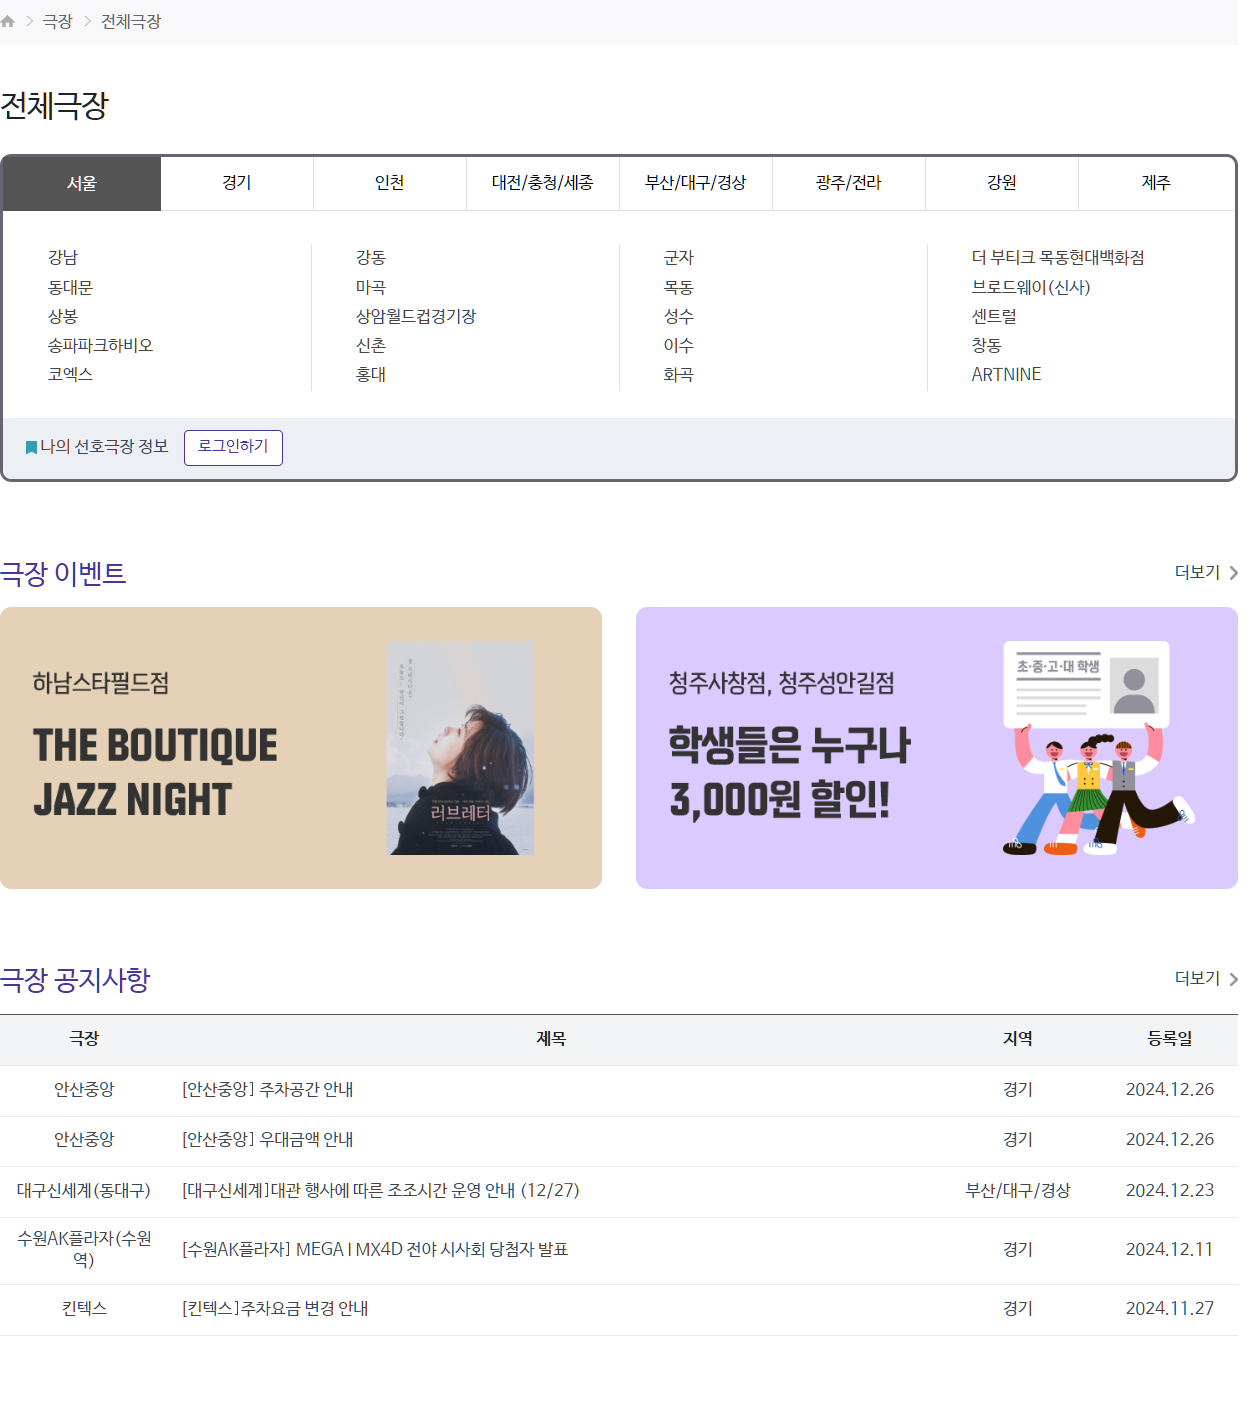 극장 전체극장
전체극장
서울 경기 인천 대전/충청/세종 부산/대구/경상 광주/전라 강원 제주
강남 강동 군자 더 부티크 목동현대백화점
동대문 마곡 목동 브로드웨이(신사)
상봉 상암월드컵경기장 성수 센트럴
송파파크하비오 신촌 이수 창동
코엑스 홍대 화곡 ARTNINE
나의 선호극장 정보 로그인하기
극장 이벤트 더보기
하남스타필드점
THE BOUTIQUE
JAZZ NIGHT
러브레터
청주사창점, 청주성안길점
학생들은 누구나
3,000원 할인!
초·중·고·대 학생
극장 공지사항 더보기
극장 제목 지역 등록일
안산중앙 [안산중앙] 주차공간 안내 경기 2024.12.26
안산중앙 [안산중앙] 우대금액 안내 경기 2024.12.26
대구신세계(동대구) [대구신세계]대관 행사에 따른 조조시간 운영 안내 (12/27) 부산/대구/경상 2024.12.23
수원AK플라자(수원
역) [수원AK플라자] MEGA l MX4D 전야 시사회 당첨자 발표 경기 2024.12.11
킨텍스 [킨텍스]주차요금 변경 안내 경기 2024.11.27